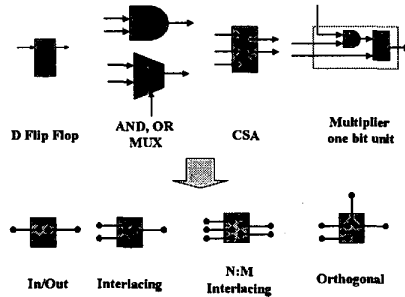 D Flip Flop
AND, OR
MUX
CSA
Multiplier
one bit unit
In/Out
Interlacing
N:M
Interlacing
Orthogonal